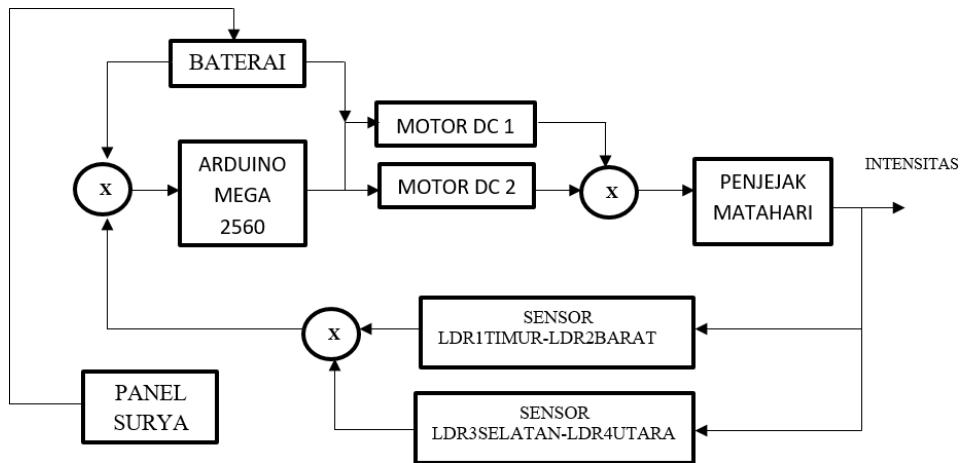 BATERAI
MOTOR DC 1
ARDUINO
MEGA
2560
X
MOTOR DC 2
X
PENJEJAK
MATAHARI
INTENSITAS
SENSOR
LDR1TIMUR-LDR2BARAT
X
PANEL
SURYA
SENSOR
LDR3SELATAN-LDR4UTARA